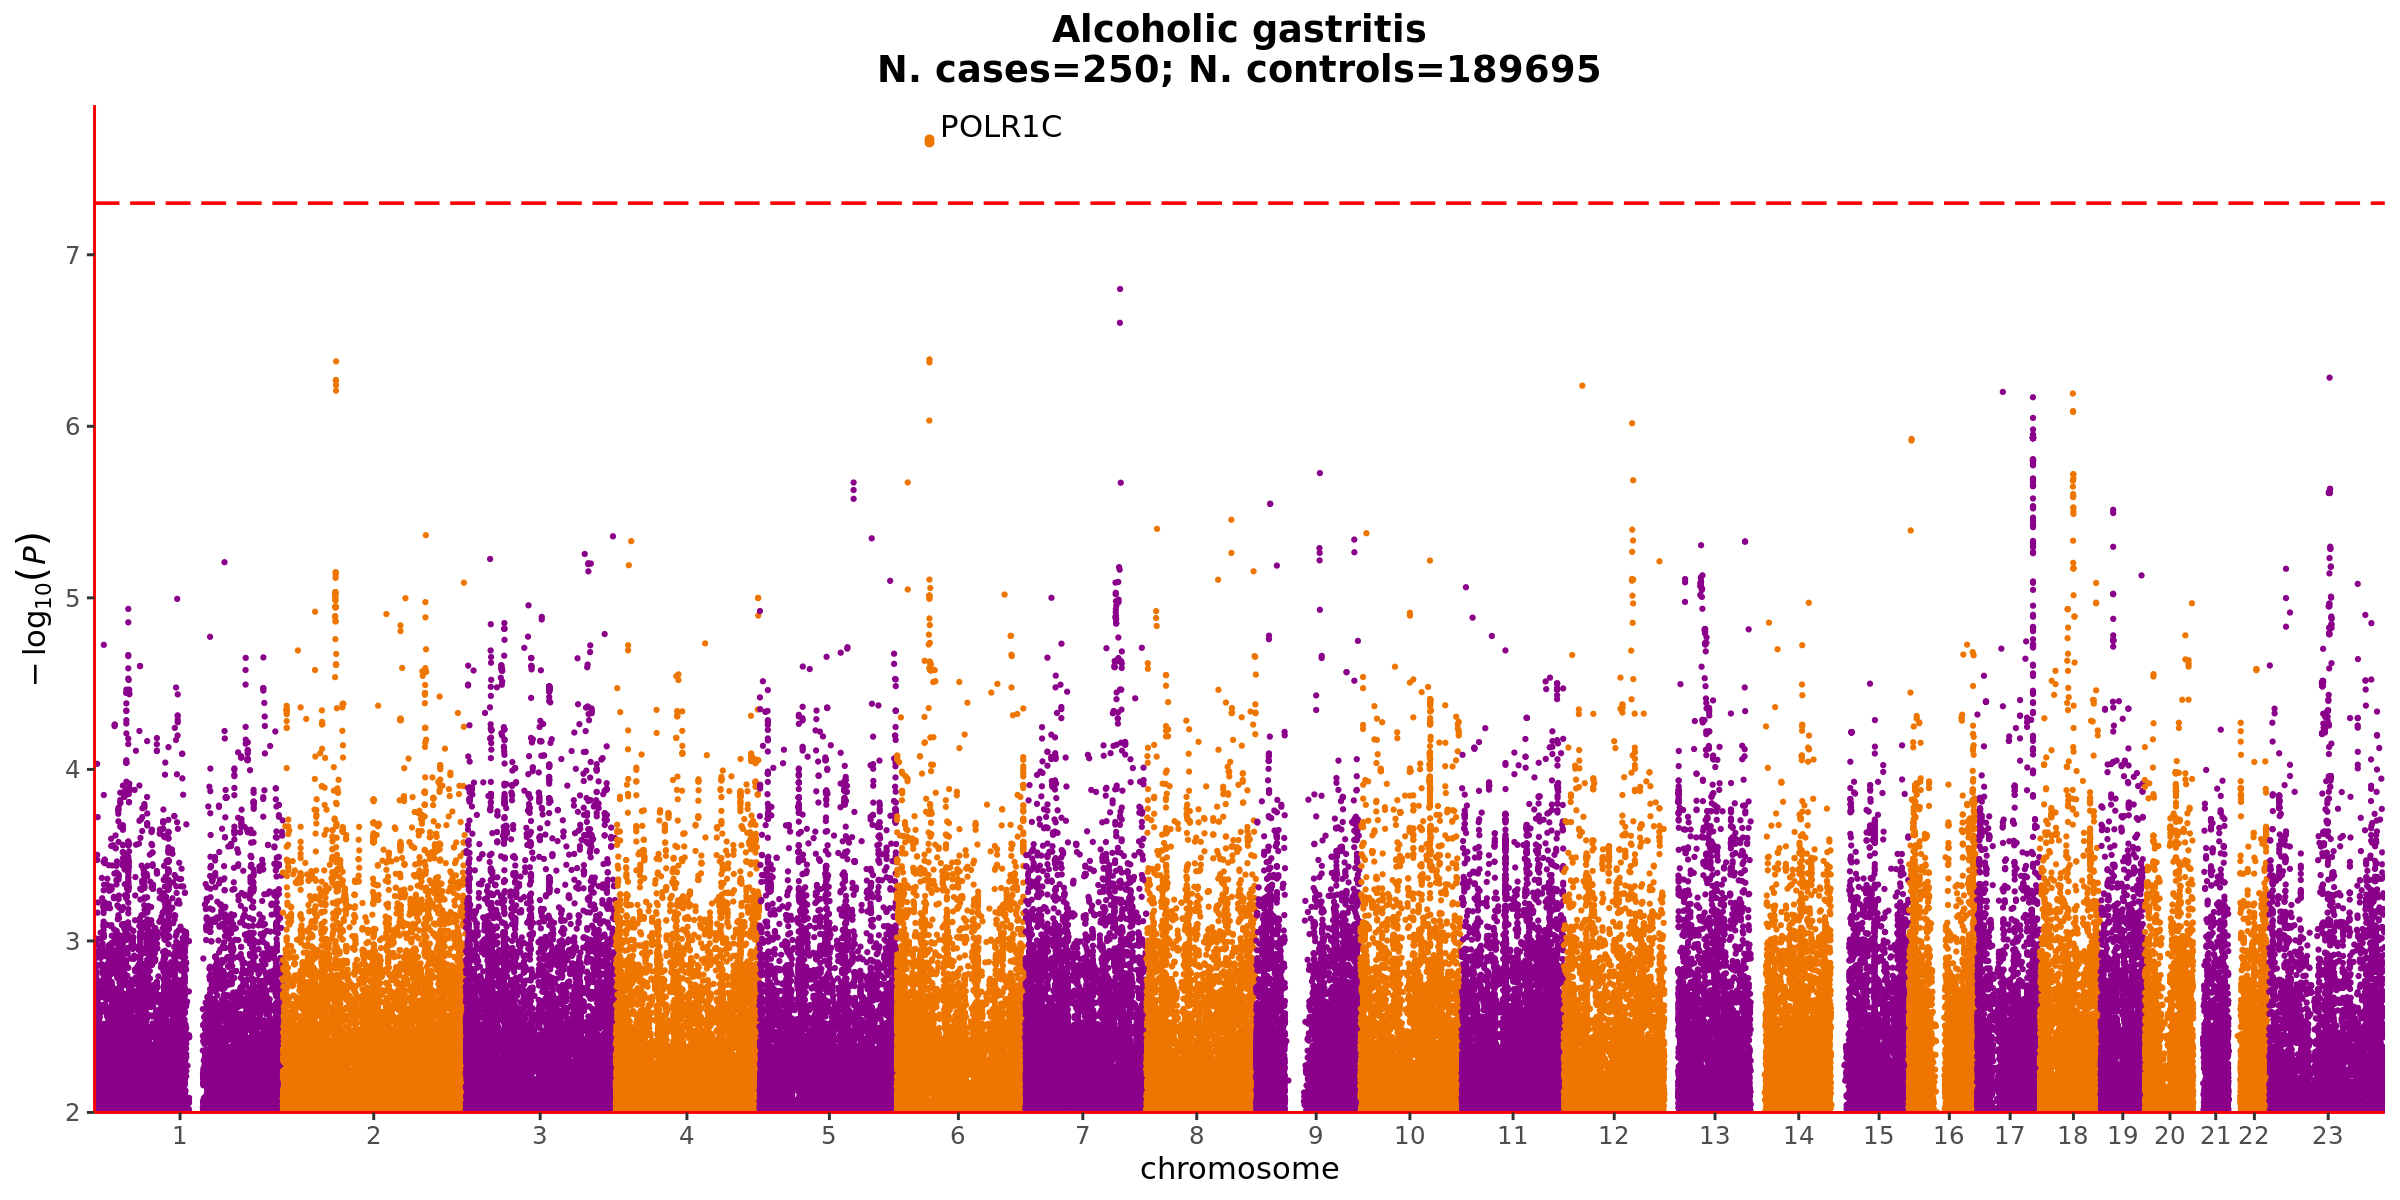 Alcoholic gastritis
N. cases=250; N. controls=189695
POLR1C
7
6
5
4
3
2
− log₁₀(P)
1 2 3 4 5 6 7 8 9 10 11 12 13 14 15 16 17 18 19 20 21 22 23
chromosome